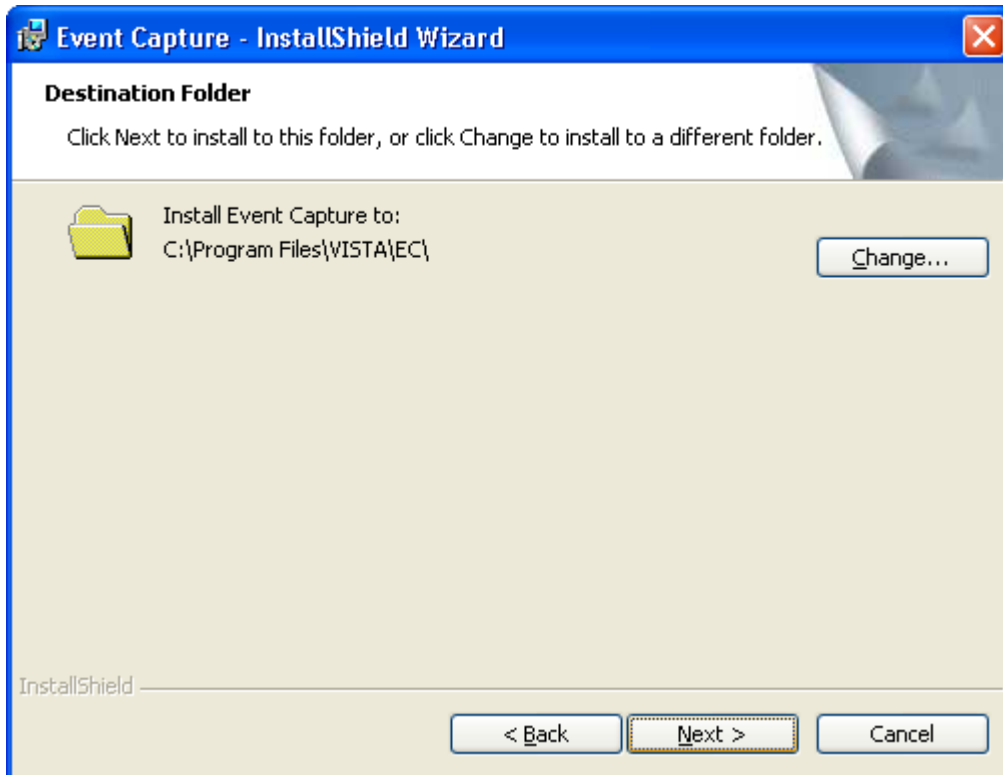 Event Capture - InstallShield Wizard
Destination Folder
Click Next to install to this folder, or click Change to install to a different folder.
Install Event Capture to:
C:\Program Files\VISTA\EC\
Change...
InstallShield
< Back
Next >
Cancel